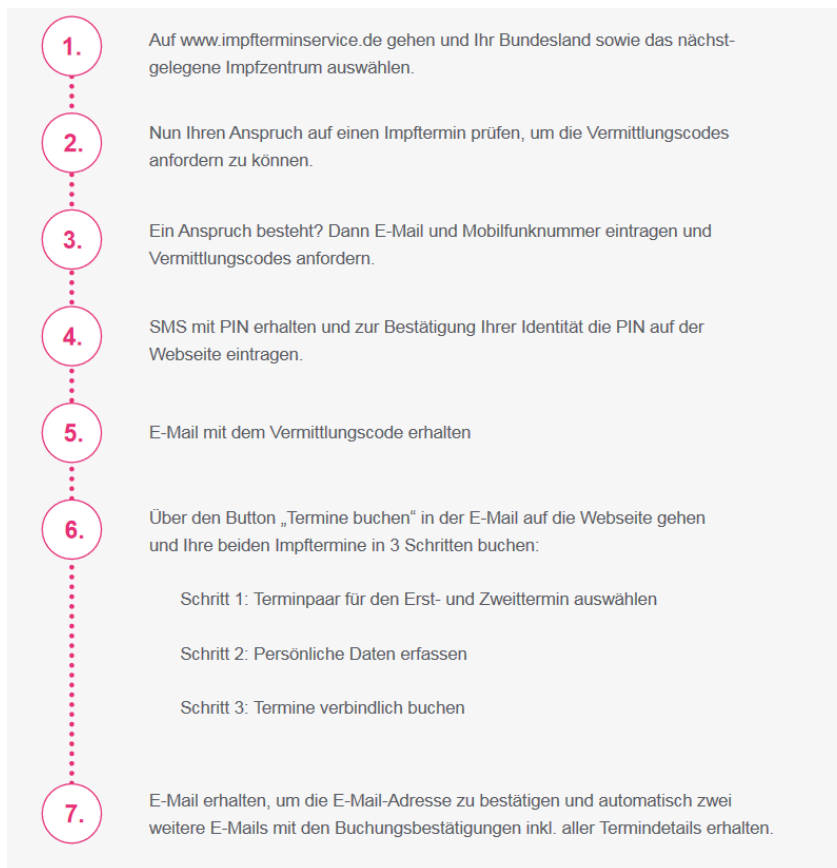 1.
Auf www.impfterminservice.de gehen und Ihr Bundesland sowie das nächst-
gelegene Impfzentrum auswählen.
2.
Nun Ihren Anspruch auf einen Impftermin prüfen, um die Vermittlungscodes
anfordern zu können.
3.
Ein Anspruch besteht? Dann E-Mail und Mobilfunknummer eintragen und
Vermittlungscodes anfordern.
4.
SMS mit PIN erhalten und zur Bestätigung Ihrer Identität die PIN auf der
Webseite eintragen.
5.
E-Mail mit dem Vermittlungscode erhalten
6.
Über den Button „Termine buchen“ in der E-Mail auf die Webseite gehen
und Ihre beiden Impftermine in 3 Schritten buchen:
Schritt 1: Terminpaar für den Erst- und Zweittermin auswählen
Schritt 2: Persönliche Daten erfassen
Schritt 3: Termine verbindlich buchen
7.
E-Mail erhalten, um die E-Mail-Adresse zu bestätigen und automatisch zwei
weitere E-Mails mit den Buchungsbestätigungen inkl. aller Termindetails erhalten.